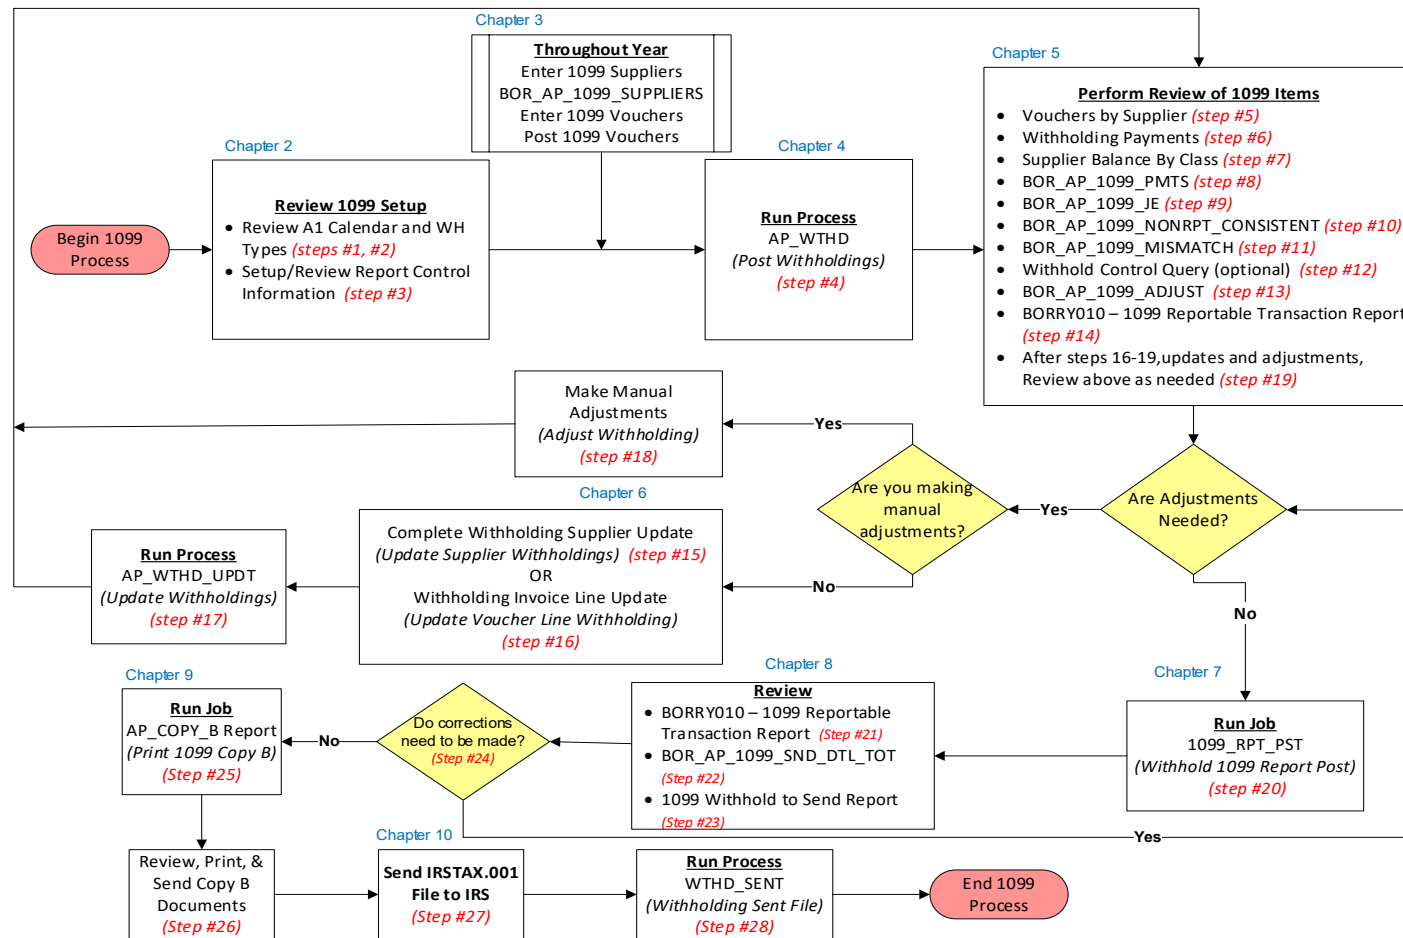 Chapter 3
Throughout Year
Enter 1099 Suppliers
BOR_AP_1099_SUPPLIERS
Enter 1099 Vouchers
Post 1099 Vouchers
Chapter 5
Perform Review of 1099 Items
• Vouchers by Supplier (step #5)
• Withholding Payments (step #6)
• Supplier Balance By Class (step #7)
• BOR_AP_1099_PMTS (step #8)
• BOR_AP_1099_JE (step #9)
• BOR_AP_1099_NONRPT_CONSISTENT (step #10)
• BOR_AP_1099_MISMATCH (step #11)
• Withhold Control Query (optional) (step #12)
• BOR_AP_1099_ADJUST (step #13)
• BORRY010 – 1099 Reportable Transaction Report
(step #14)
• After steps 16-19,updates and adjustments,
Review above as needed (step #19)
Chapter 2
Review 1099 Setup
• Review A1 Calendar and WH
Types (steps #1, #2)
• Setup/Review Report Control
Information (step #3)
Begin 1099
Process
Chapter 4
Run Process
AP_WTHD
(Post Withholdings)
(step #4)
Make Manual
Adjustments
(Adjust Withholding)
(step #18)
Yes
Are you making
manual
adjustments?
Yes
Are Adjustments
Needed?
Chapter 6
Complete Withholding Supplier Update
(Update Supplier Withholdings) (step #15)
OR
Withholding Invoice Line Update
(Update Voucher Line Withholding)
(step #16)
No
Run Process
AP_WTHD_UPDT
(Update Withholdings)
(step #17)
No
Chapter 7
Run Job
1099_RPT_PST
(Withhold 1099 Report Post)
(step #20)
Chapter 8
Review
• BORRY010 – 1099 Reportable
Transaction Report (Step #21)
• BOR_AP_1099_SND_DTL_TOT
(Step #22)
• 1099 Withhold to Send Report
(Step #23)
Do corrections
need to be made?
(Step #24)
No
Yes
Chapter 9
Run Job
AP_COPY_B Report
(Print 1099 Copy B)
(Step #25)
Review, Print, &
Send Copy B
Documents
(Step #26)
Chapter 10
Send IRSTAX.001
File to IRS
(Step #27)
Run Process
WTHD_SENT
(Withholding Sent File)
(Step #28)
End 1099
Process